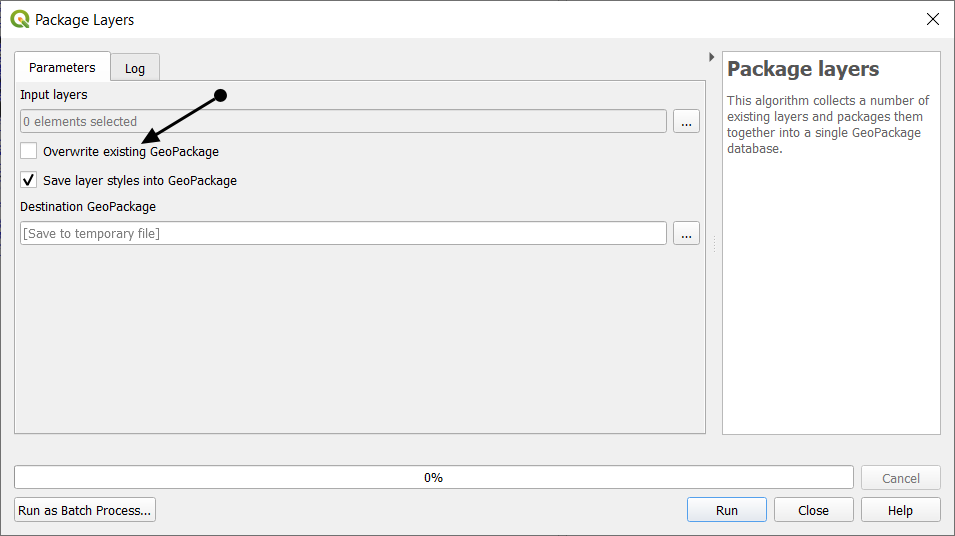 Package Layers
Parameters
Log
Input layers
0 elements selected
...
Overwrite existing GeoPackage
Save layer styles into GeoPackage
Destination GeoPackage
[Save to temporary file]
...
Package layers
This algorithm collects a number of
existing layers and packages them
together into a single GeoPackage
database.
0%
Cancel
Run as Batch Process...
Run
Close
Help